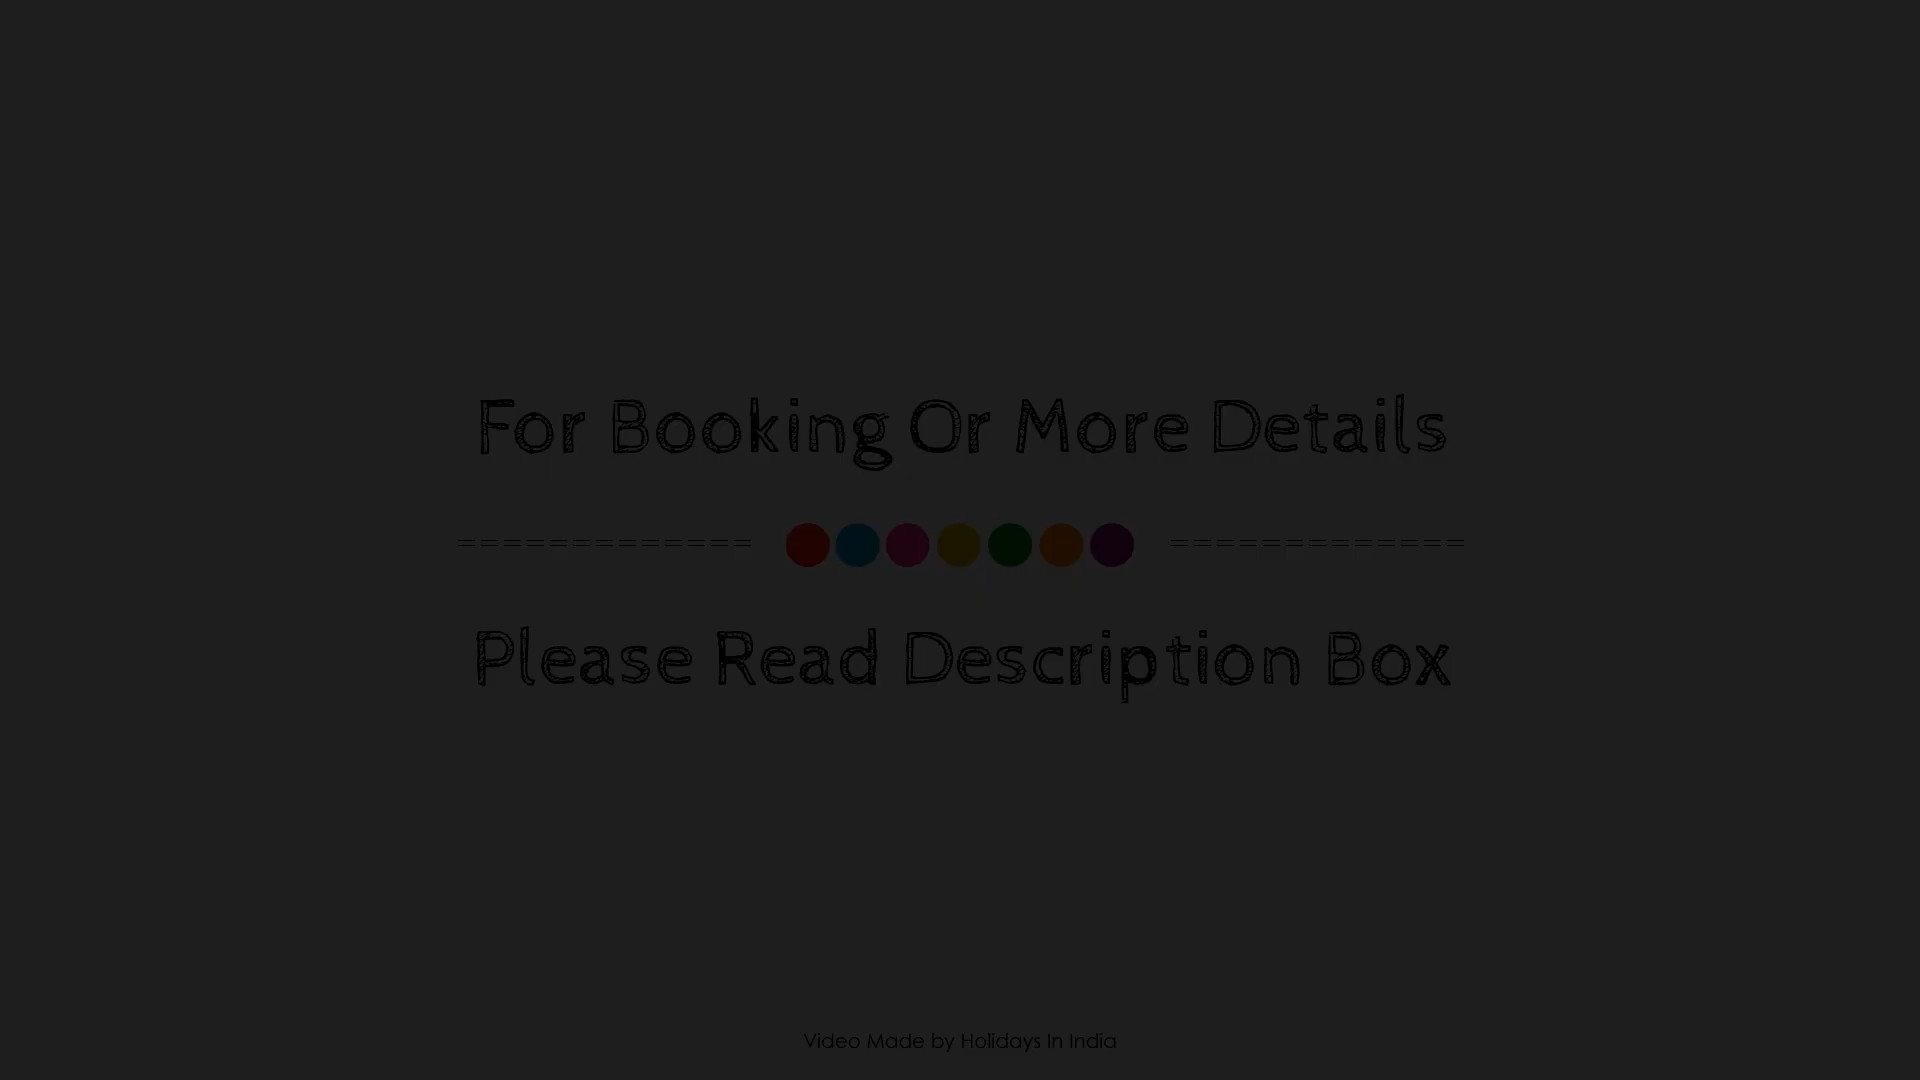 For Booking Or More Details
============= =============
Please Read Description Box
Video Made by Holidays In India